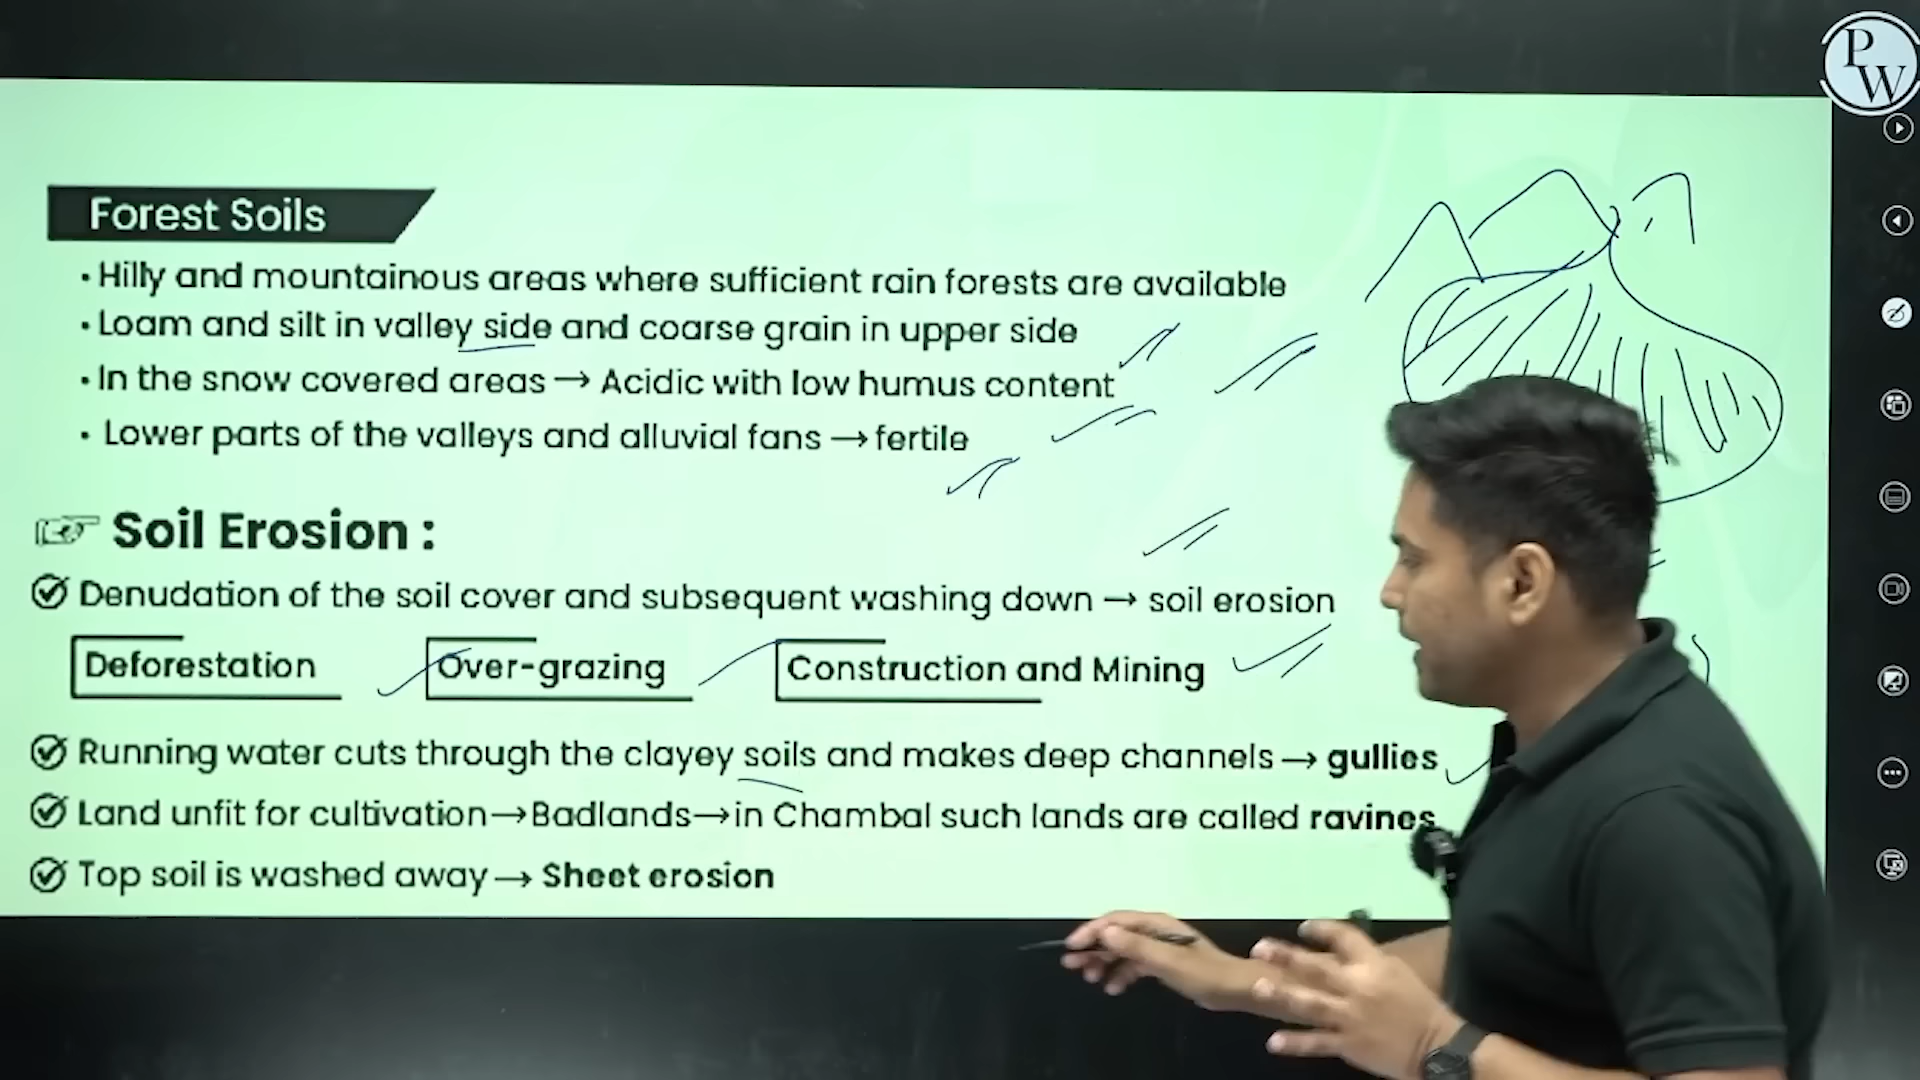 PW
Forest Soils
• Hilly and mountainous areas where sufficient rain forests are available
• Loam and silt in valley side and coarse grain in upper side
• In the snow covered areas → Acidic with low humus content
• Lower parts of the valleys and alluvial fans → fertile
Soil Erosion :
Denudation of the soil cover and subsequent washing down → soil erosion
Deforestation Over-grazing Construction and Mining
Running water cuts through the clayey soils and makes deep channels → gullies
Land unfit for cultivation → Badlands → in Chambal such lands are called ravines
Top soil is washed away → Sheet erosion